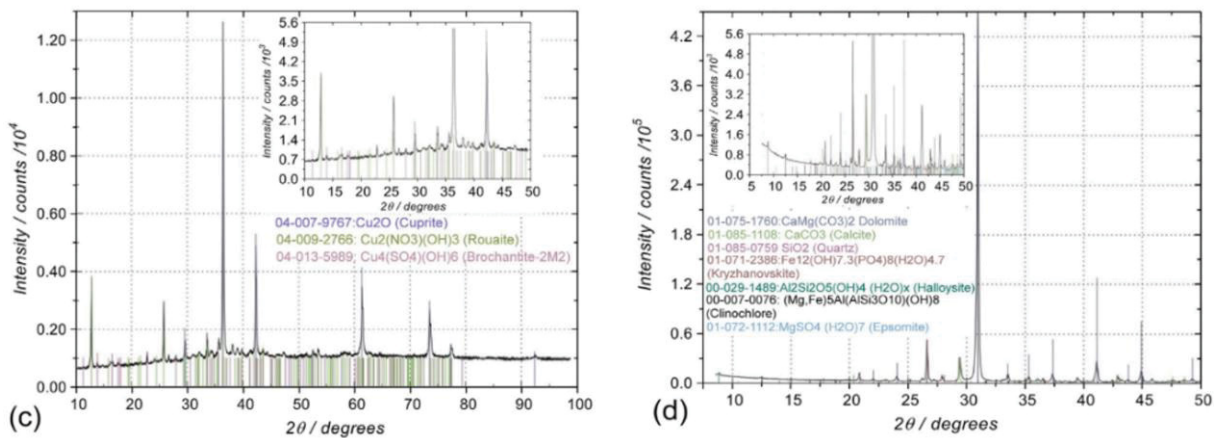 1.20
1.00
0.80
0.60
0.40
0.20
0.00
Intensity / counts /10^4
10 20 30 40 50 60 70 80 90 100
2θ / degrees
(c)
5.6
4.9
4.2
3.5
2.8
2.1
1.4
0.7
0.0
Intensity / counts /10^3
10 15 20 25 30 35 40 45 50
2θ / degrees
04-007-9767:Cu2O (Cuprite)
04-009-2766: Cu2(NO3)(OH)3 (Rouaite)
04-013-5989: Cu4(SO4)(OH)6 (Brochantite-2M2)
4.2
3.6
3.0
2.4
1.8
1.2
0.6
0.0
Intensity / counts /10^5
10 15 20 25 30 35 40 45 50
2θ / degrees
(d)
5.6
4.8
4.0
3.2
2.4
1.6
0.8
0.0
Intensity / counts /10^3
5 10 15 20 25 30 35 40 45 50
2θ / degrees
01-075-1760:CaMg(CO3)2 Dolomite
01-085-1108: CaCO3 (Calcite)
01-085-0759 SiO2 (Quartz)
01-071-2386:Fe12(OH)7.3(PO4)8(H2O)4.7
(Kryzhanovskite)
00-029-1489:Al2Si2O5(OH)4 (H2O)x (Halloysite)
00-007-0076: (Mg,Fe)5Al(AlSi3O10)(OH)8
(Clinochlore)
01-072-1112:MgSO4 (H2O)7 (Epsomite)